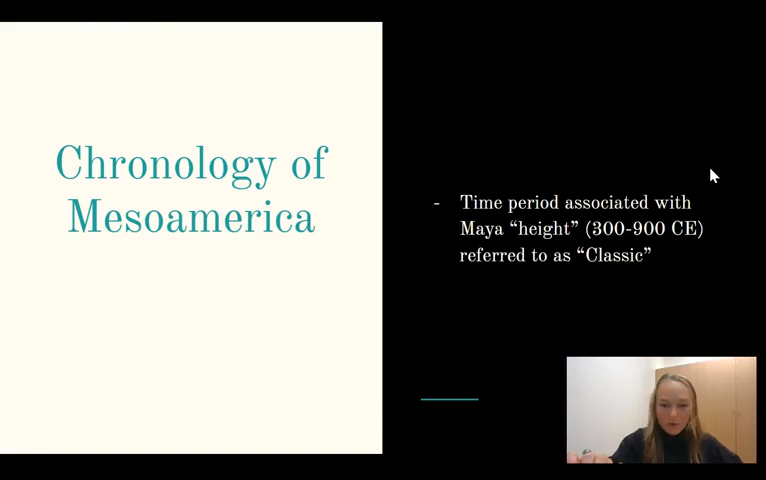 Chronology of
Mesoamerica
- Time period associated with
Maya “height” (300-900 CE)
referred to as “Classic”